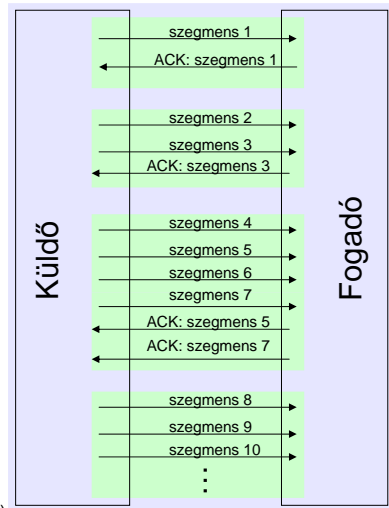 szegmens 1
ACK: szegmens 1
szegmens 2
szegmens 3
ACK: szegmens 3
Küldő
Fogadó
szegmens 4
szegmens 5
szegmens 6
szegmens 7
ACK: szegmens 5
ACK: szegmens 7
szegmens 8
szegmens 9
szegmens 10
⋮
)